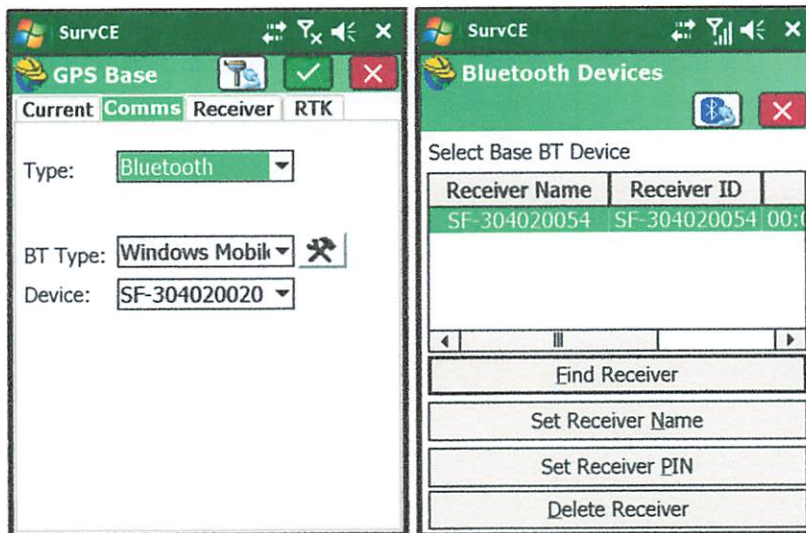 SurvCE
GPS Base
Current Comms Receiver RTK
Type: Bluetooth
BT Type: Windows Mobil
Device: SF-304020020
SurvCE
Bluetooth Devices
Select Base BT Device
Receiver Name Receiver ID
SF-304020054 SF-304020054 00:0
Find Receiver
Set Receiver Name
Set Receiver PIN
Delete Receiver